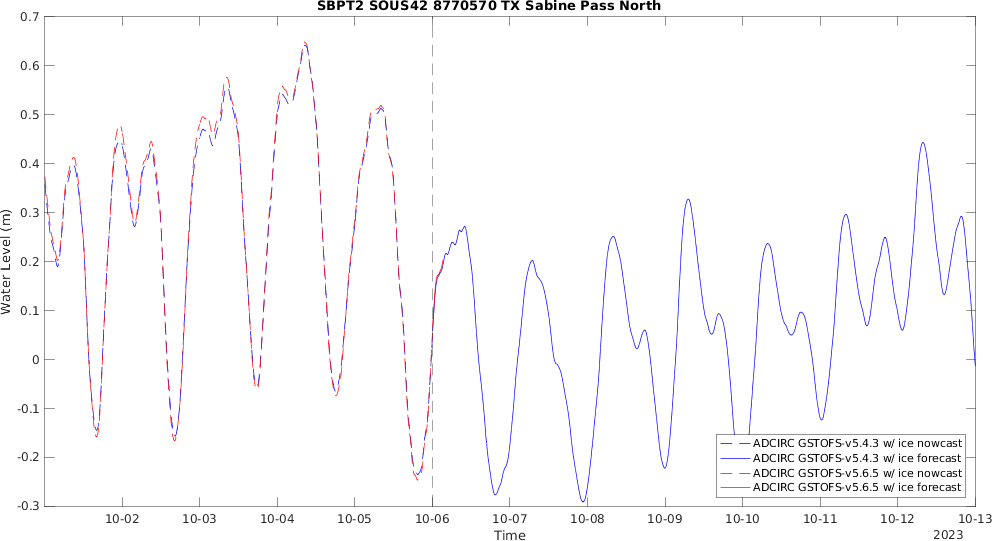 SBPT2 SOUS42 8770570 TX Sabine Pass North
0.7
0.6
0.5
0.4
0.3
0.2
0.1
0
-0.1
-0.2
-0.3
Water Level (m)
ADCIRC GSTOFS-v5.4.3 w/ ice nowcast
ADCIRC GSTOFS-v5.4.3 w/ ice forecast
ADCIRC GSTOFS-v5.6.5 w/ ice nowcast
ADCIRC GSTOFS-v5.6.5 w/ ice forecast
10-02 10-03 10-04 10-05 10-06 10-07 10-08 10-09 10-10 10-11 10-12 10-13
Time
2023